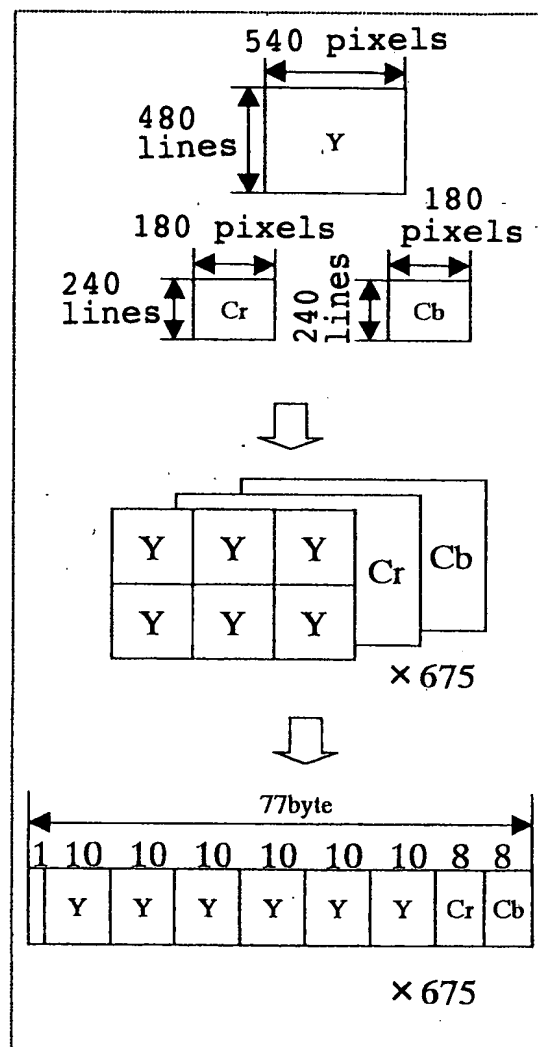 540 pixels
480 lines
Y
180 pixels
180 pixels
240 lines
Cr
240 lines
Cb
Y Y Y
Y Y Y
Cr
Cb
× 675
77byte
1 10 10 10 10 10 10 8 8
Y Y Y Y Y Y Cr Cb
× 675